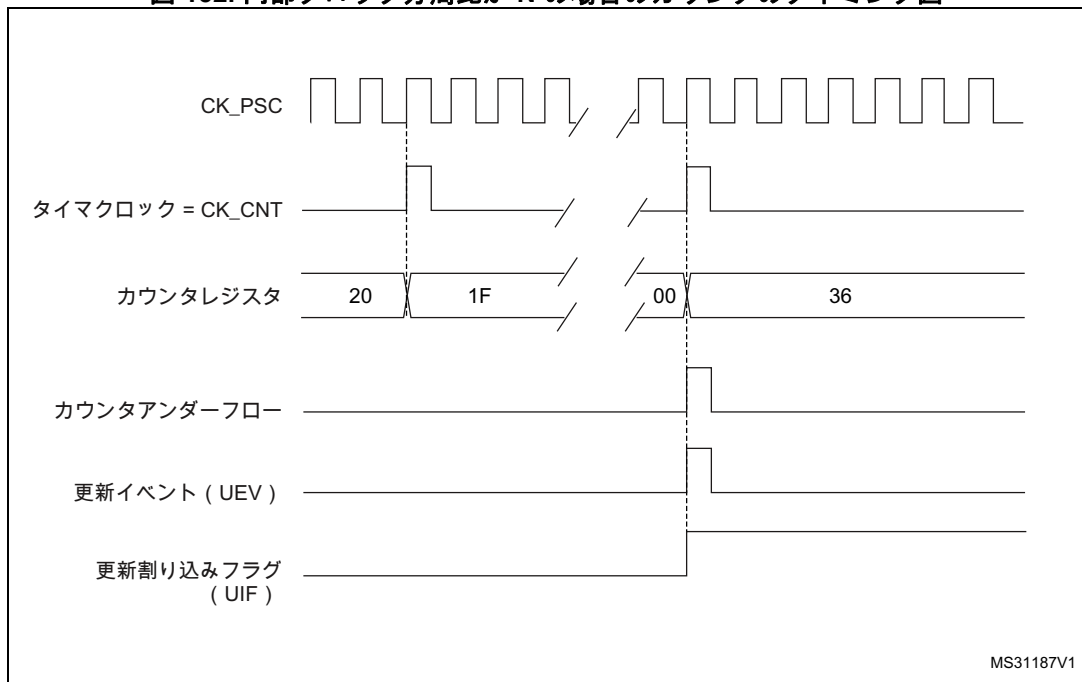 CK_PSC
タイマクロック = CK_CNT
カウンタレジスタ
20
1F
00
36
カウンタアンダーフロー
更新イベント ( UEV )
更新割り込みフラグ
( UIF )
MS31187V1